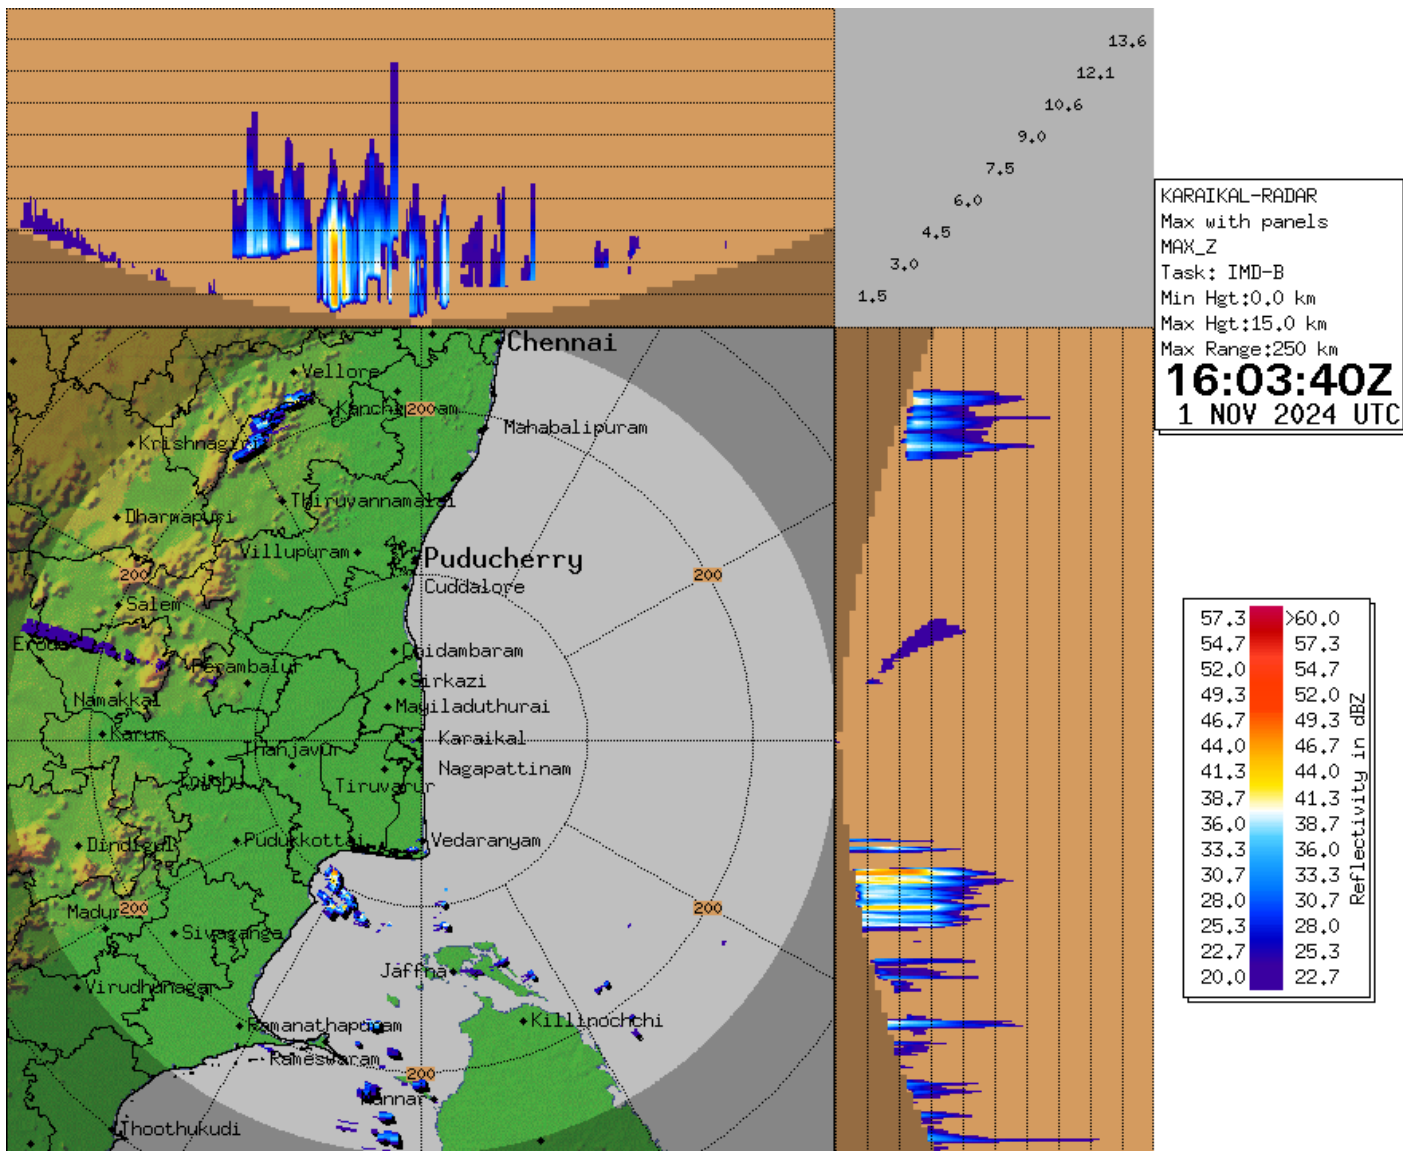 13.6
12.1
10.6
9.0
7.5
6.0
4.5
3.0
1.5
KARAIKAL-RADAR
Max with panels
MAX_Z
Task: IMD-B
Min Hgt:0.0 km
Max Hgt:15.0 km
Max Range:250 km
16:03:40Z
1 NOV 2024 UTC
Chennai
Vellore
200
Mahabalipuram
Krishnagiri
Thiruvannamalai
Dharmapuri
Villupuram
Puducherry
200
200
Cuddalore
Salem
Erode
Chidambaram
Perambalur
Sirkazi
Namakkal
Mayiladuthurai
Karur
Karaikal
Thanjavur
Nagapattinam
Tiruvarur
Dindigul
Pudukkottai
Vedaranyam
200
200
Sivaganga
Jaffna
Virudhunagar
Ramanathapuram
Killinochchi
Rameswaram
200
Mannar
Thoothukudi
57.3 >60.0
54.7 57.3
52.0 54.7
49.3 52.0
46.7 49.3
44.0 46.7
41.3 44.0
38.7 41.3
36.0 38.7
33.3 36.0
30.7 33.3
28.0 30.7
25.3 28.0
22.7 25.3
20.0 22.7
Reflectivity in dBZ